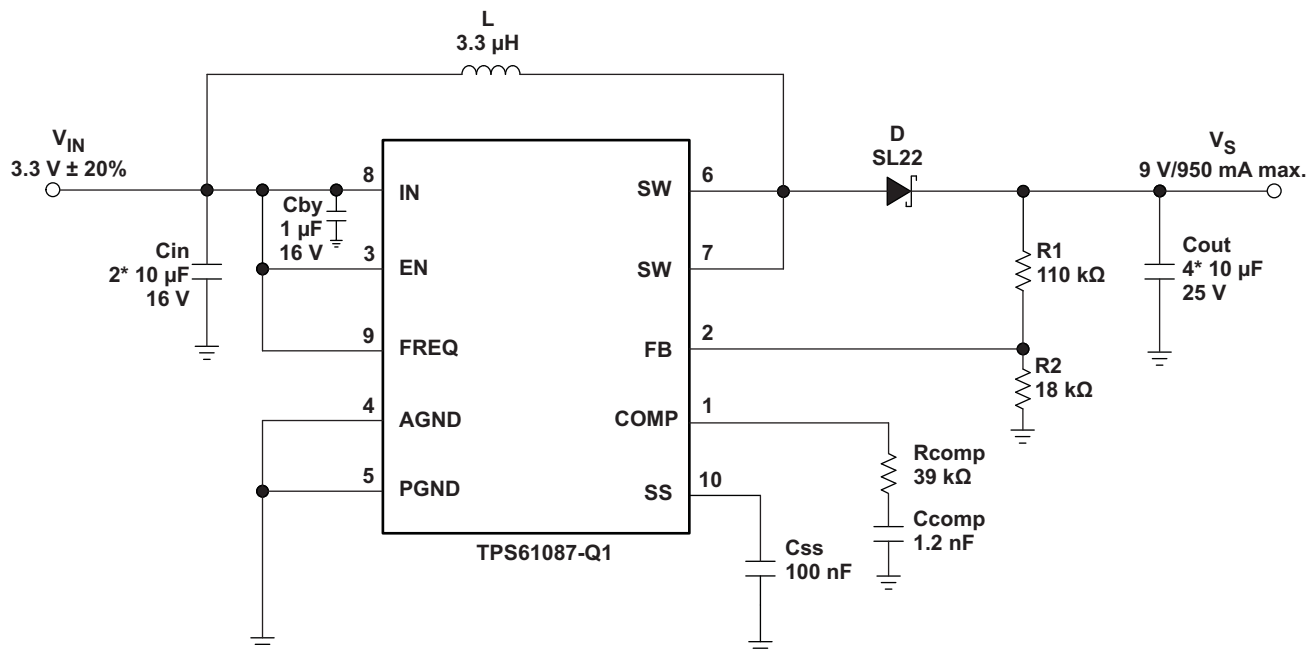 L
3.3 µH
V_IN
3.3 V ± 20%
D
SL22
V_S
9 V/950 mA max.
8
IN
SW
6
Cby
1 µF
16 V
Cin
2* 10 µF
16 V
3
EN
SW
7
R1
110 kΩ
Cout
4* 10 µF
25 V
9
FREQ
FB
2
R2
18 kΩ
4
AGND
COMP
1
Rcomp
39 kΩ
5
PGND
SS
10
Ccomp
1.2 nF
TPS61087-Q1
Css
100 nF